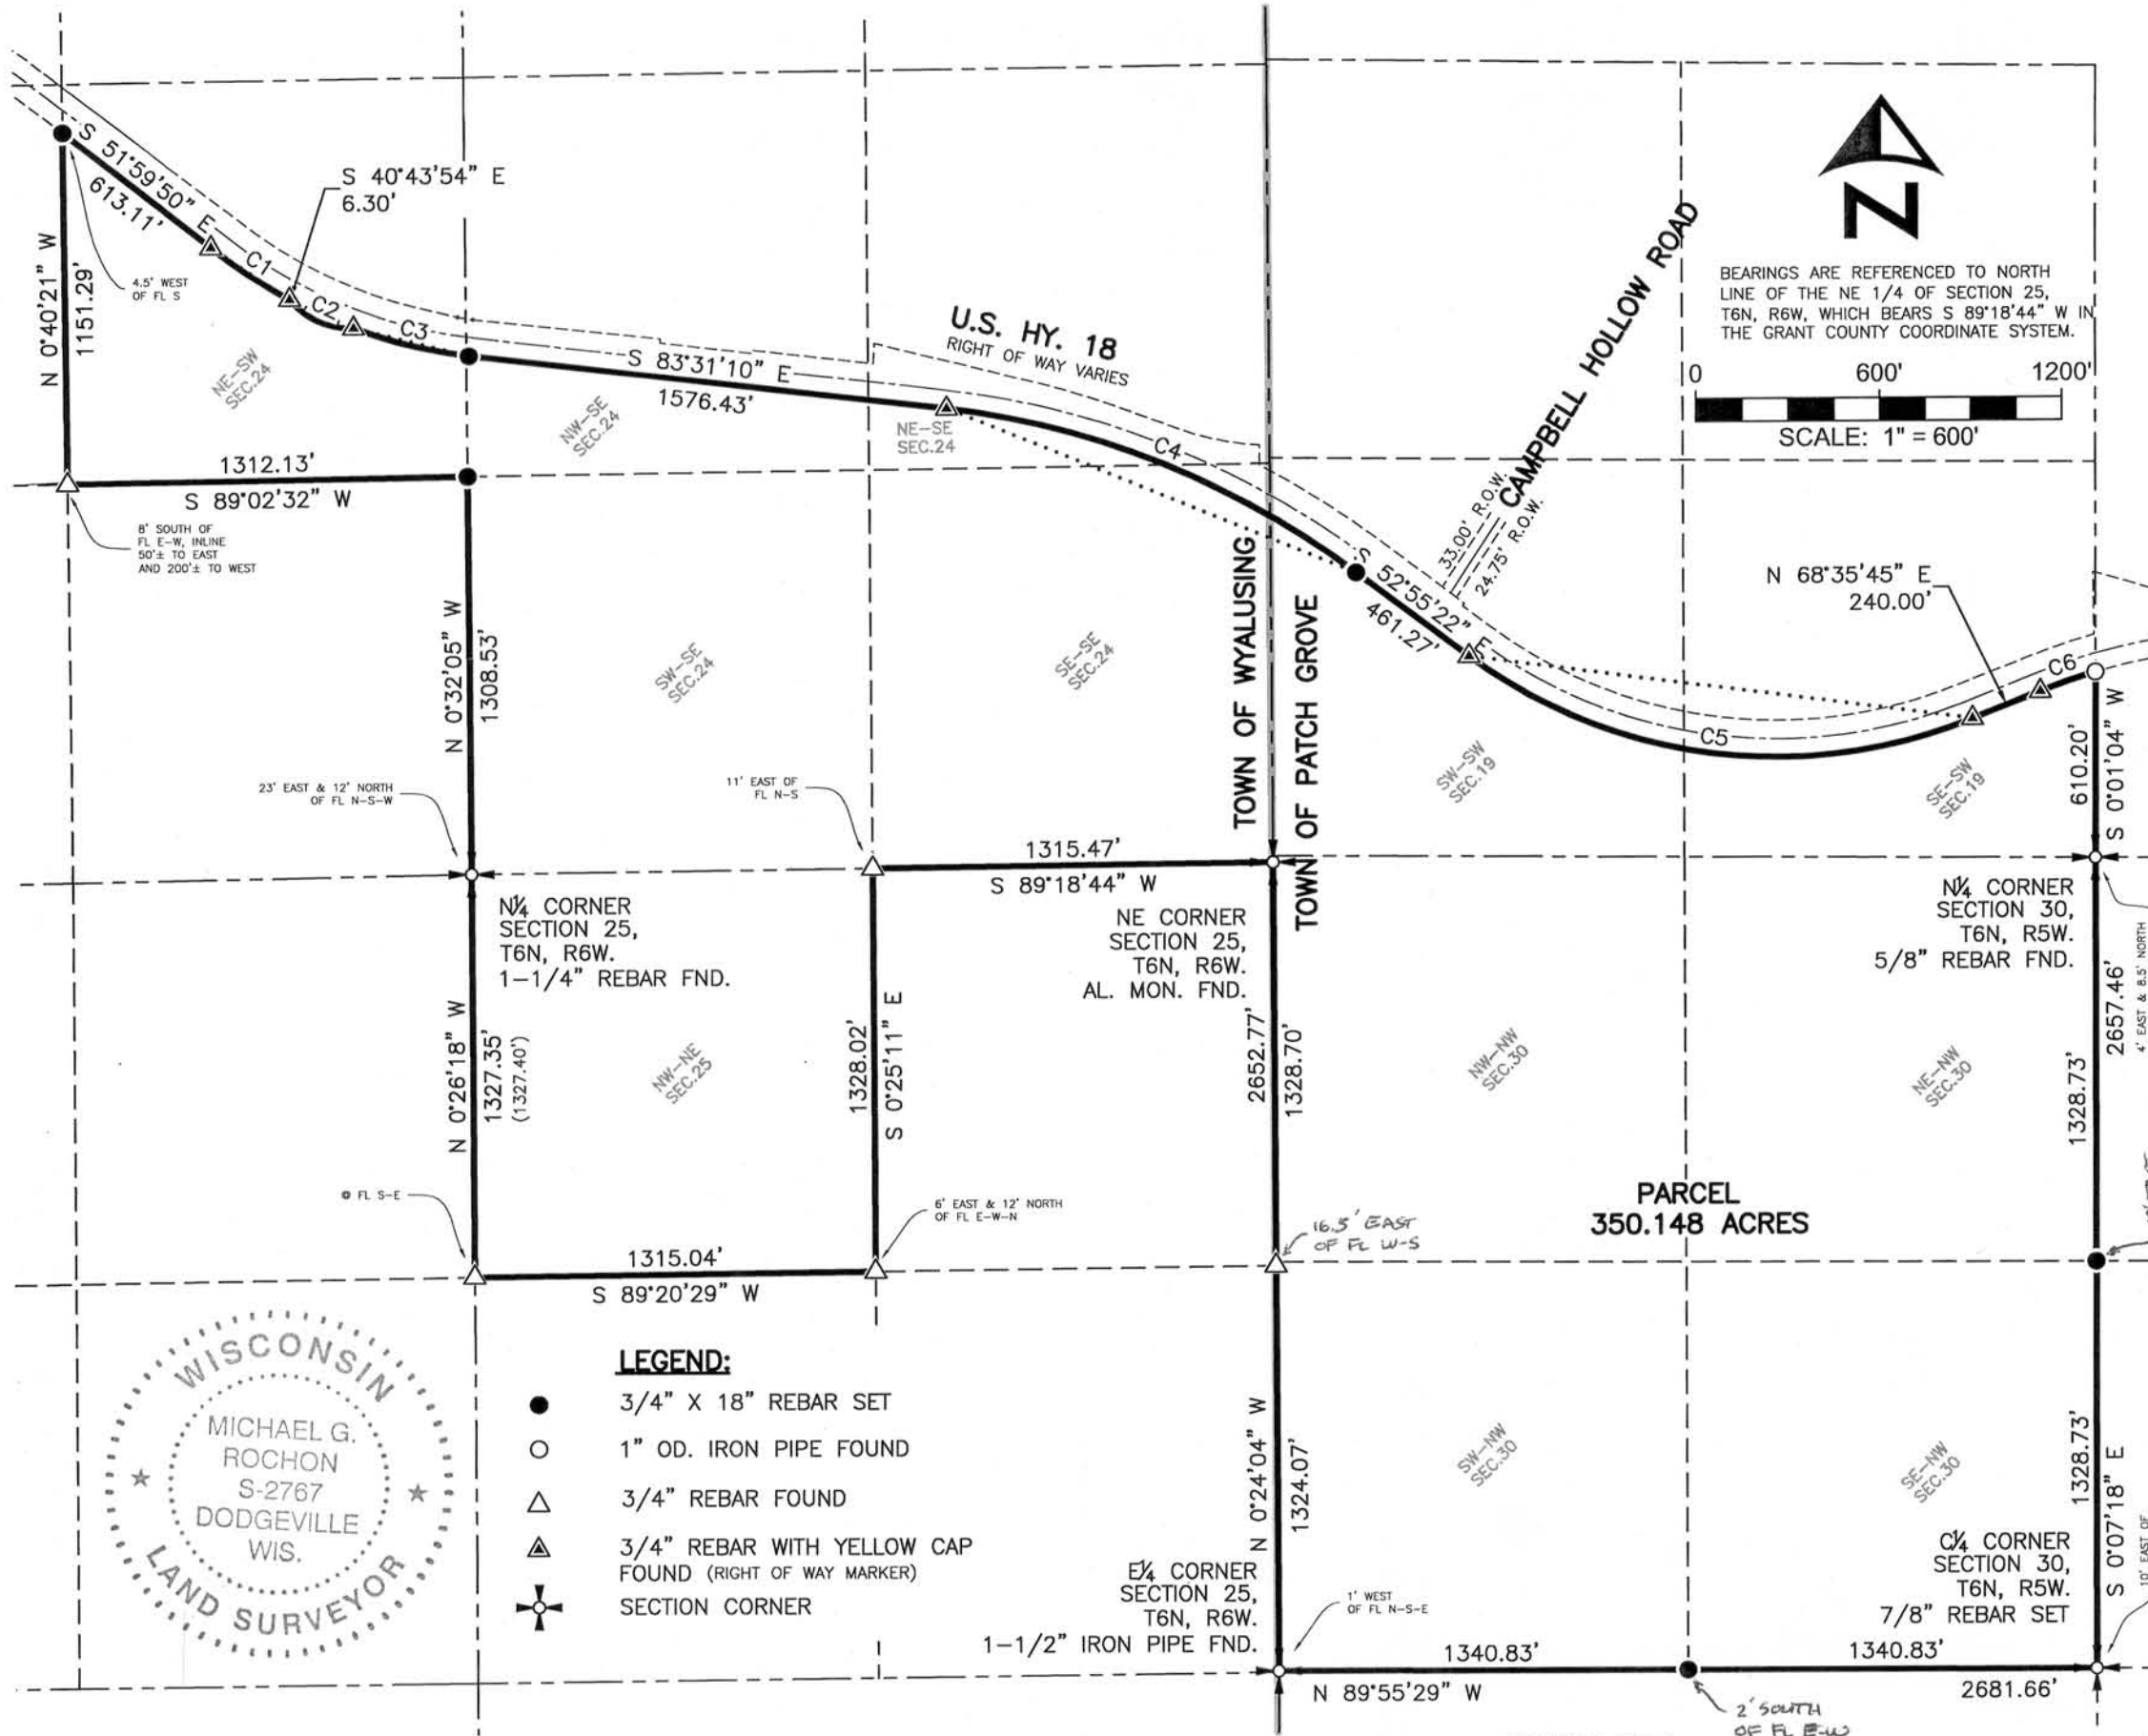 S 51°59'50" E
613.11'
S 40°43'54" E
6.30'
C1
C2
C3
4.5' WEST
OF FL S
N 0°40'21" W
1151.29'
NE-SW
SEC.24
1312.13'
S 89°02'32" W
8' SOUTH OF
FL E-W, INLINE
50'± TO EAST
AND 200'± TO WEST
S 83°31'10" E
1576.43'
NW-SE
SEC.24
NE-SE
SEC.24
U.S. HY. 18
RIGHT OF WAY VARIES
C4
CAMPBELL HOLLOW ROAD
33.00' R.O.W.
24.75' R.O.W.
N
BEARINGS ARE REFERENCED TO NORTH
LINE OF THE NE 1/4 OF SECTION 25,
T6N, R6W, WHICH BEARS S 89°18'44" W IN
THE GRANT COUNTY COORDINATE SYSTEM.
0 600' 1200'
SCALE: 1" = 600'
S 52°55'22" E
461.27'
N 68°35'45" E
240.00'
C5
C6
S 0°01'04" W
610.20'
N 0°32'05" W
1308.53'
SW-SE
SEC.24
SE-SE
SEC.24
TOWN OF WYALUSING
TOWN OF PATCH GROVE
SW-SW
SEC.19
SE-SW
SEC.19
23' EAST & 12' NORTH
OF FL N-S-W
11' EAST OF
FL N-S
1315.47'
S 89°18'44" W
N¼ CORNER
SECTION 25,
T6N, R6W.
1-1/4" REBAR FND.
NE CORNER
SECTION 25,
T6N, R6W.
AL. MON. FND.
N¼ CORNER
SECTION 30,
T6N, R5W.
5/8" REBAR FND.
4' EAST & 8.5' NORTH
2657.46'
N 0°26'18" W
1327.35'
(1327.40')
NW-NE
SEC.25
1328.02'
S 0°25'11" E
2652.77'
1328.70'
NW-NW
SEC.30
NE-NW
SEC.30
1328.73'
@ FL S-E
6' EAST & 12' NORTH
OF FL E-W-N
16.5' EAST
OF FL W-S
PARCEL
350.148 ACRES
1315.04'
S 89°20'29" W
WISCONSIN
MICHAEL G.
ROCHON
S-2767
DODGEVILLE
WIS.
LAND SURVEYOR
LEGEND:
3/4" X 18" REBAR SET
1" OD. IRON PIPE FOUND
3/4" REBAR FOUND
3/4" REBAR WITH YELLOW CAP
FOUND (RIGHT OF WAY MARKER)
SECTION CORNER
N 0°24'04" W
1324.07'
SW-NW
SEC.30
SE-NW
SEC.30
1328.73'
S 0°07'18" E
E¼ CORNER
SECTION 25,
T6N, R6W.
1-1/2" IRON PIPE FND.
1' WEST
OF FL N-S-E
C¼ CORNER
SECTION 30,
T6N, R5W.
7/8" REBAR SET
10' EAST OF
1340.83'
1340.83'
N 89°55'29" W
2681.66'
2' SOUTH
OF FL E-W